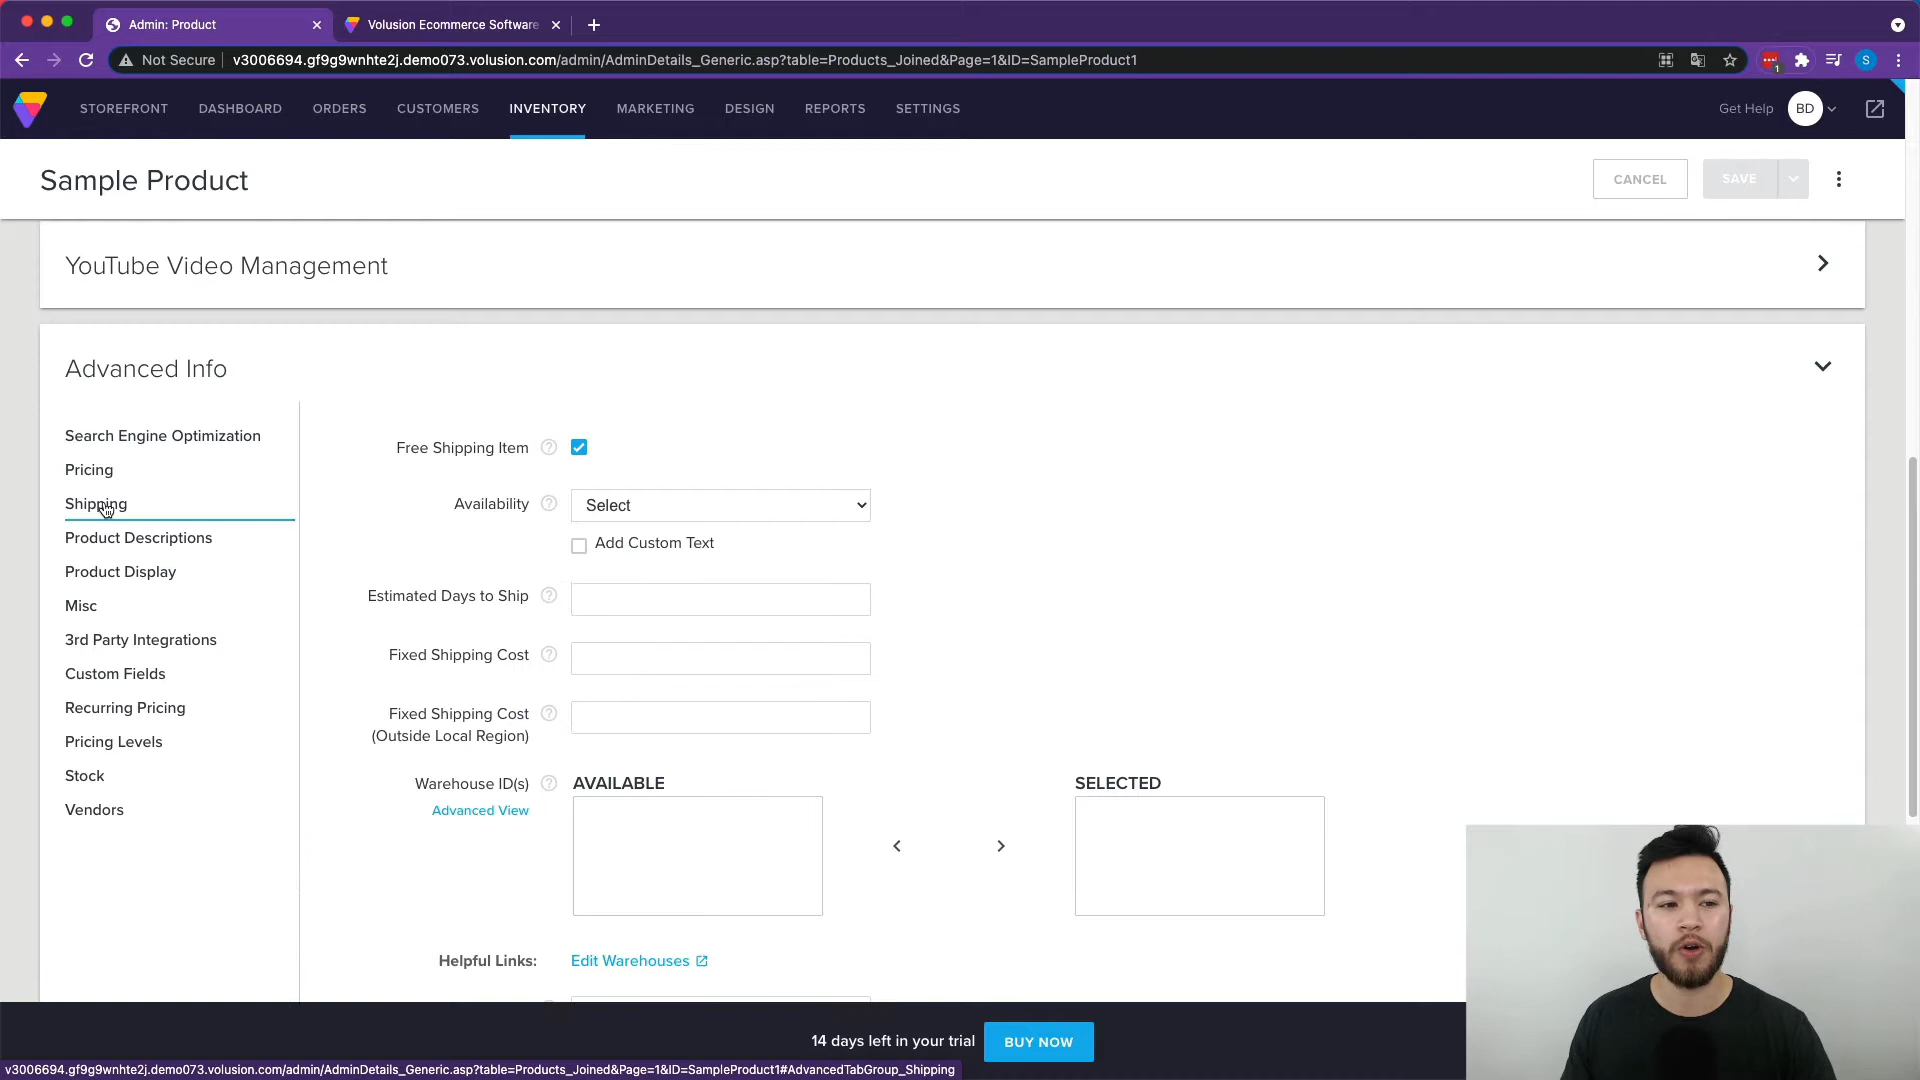 Admin: Product
Volusion Ecommerce Software
Not Secure
v3006694.gf9g9wnhte2j.demo073.volusion.com/admin/AdminDetails_Generic.asp?table=Products_Joined&Page=1&ID=SampleProduct1
1
S
STOREFRONT DASHBOARD ORDERS CUSTOMERS INVENTORY MARKETING DESIGN REPORTS SETTINGS
Get Help
BD
Sample Product
CANCEL
SAVE
YouTube Video Management
Advanced Info
Search Engine Optimization
Pricing
Shipping
Product Descriptions
Product Display
Misc
3rd Party Integrations
Custom Fields
Recurring Pricing
Pricing Levels
Stock
Vendors
Free Shipping Item ?
Availability ? Select
Add Custom Text
Estimated Days to Ship ?
Fixed Shipping Cost ?
Fixed Shipping Cost ?
(Outside Local Region)
Warehouse ID(s) ? AVAILABLE SELECTED
Advanced View
Helpful Links: Edit Warehouses
14 days left in your trial BUY NOW
v3006694.gf9g9wnhte2j.demo073.volusion.com/admin/AdminDetails_Generic.asp?table=Products_Joined&Page=1&ID=SampleProduct1#AdvancedTabGroup_Shipping